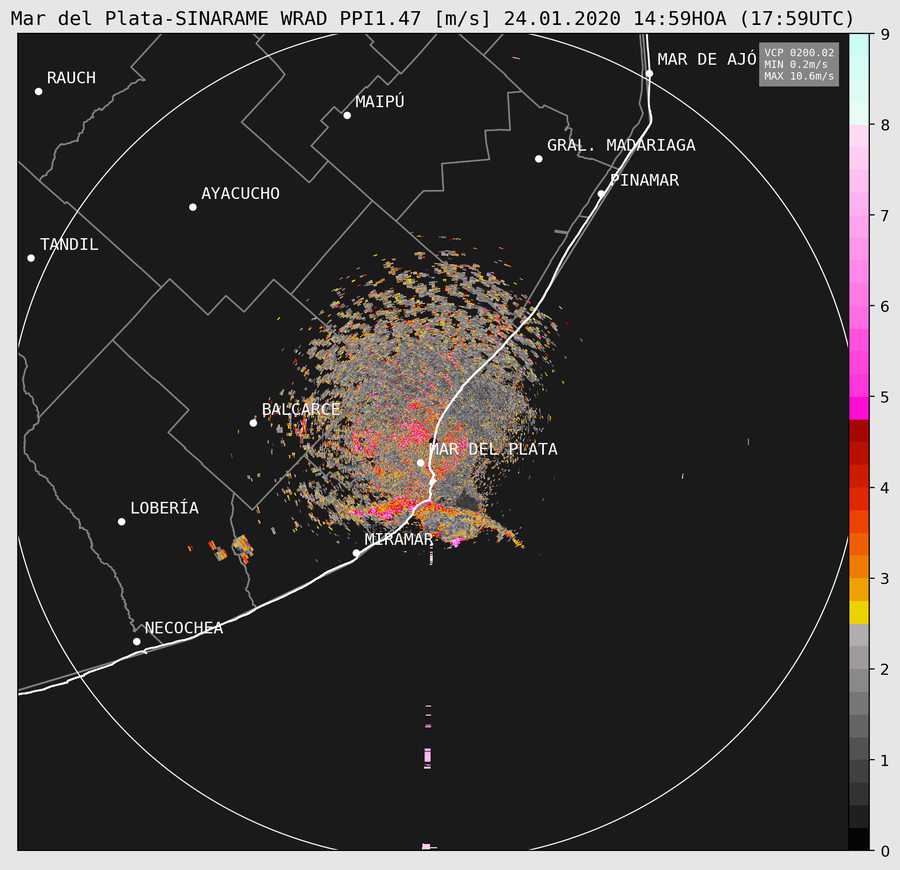 Mar del Plata-SINARAME WRAD PPI1.47 [m/s] 24.01.2020 14:59HOA (17:59UTC)
VCP 0200.02
MIN 0.2m/s
MAX 10.6m/s
MAR DE AJÓ
RAUCH
MAIPÚ
GRAL. MADARIAGA
PINAMAR
AYACUCHO
TANDIL
BALCARCE
MAR DEL PLATA
LOBERÍA
MIRAMAR
NECOCHEA
9
8
7
6
5
4
3
2
1
0